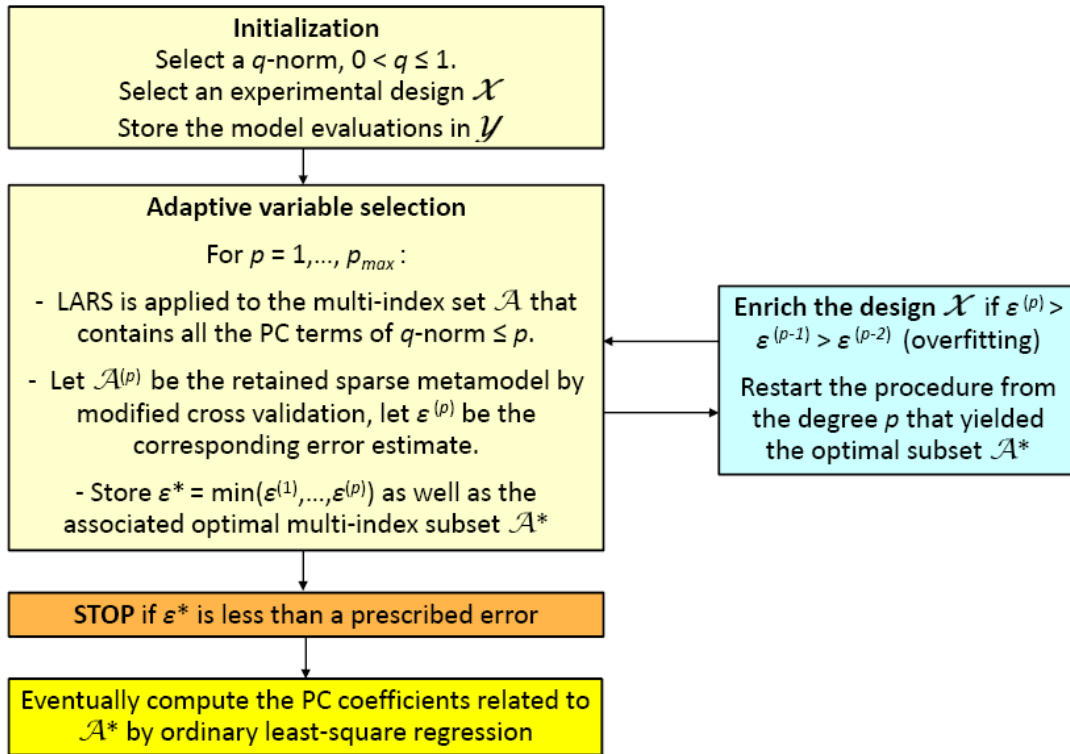 Initialization
Select a q-norm, 0 < q ≤ 1.
Select an experimental design 𝒳
Store the model evaluations in 𝒴
Adaptive variable selection
For p = 1,..., pmax :
- LARS is applied to the multi-index set 𝒜 that
contains all the PC terms of q-norm ≤ p.
- Let 𝒜(p) be the retained sparse metamodel by
modified cross validation, let ε(p) be the
corresponding error estimate.
- Store ε* = min(ε(1),...,ε(p)) as well as the
associated optimal multi-index subset 𝒜*
Enrich the design 𝒳 if ε(p) >
ε(p-1) > ε(p-2) (overfitting)
Restart the procedure from
the degree p that yielded
the optimal subset 𝒜*
STOP if ε* is less than a prescribed error
Eventually compute the PC coefficients related to
𝒜* by ordinary least-square regression